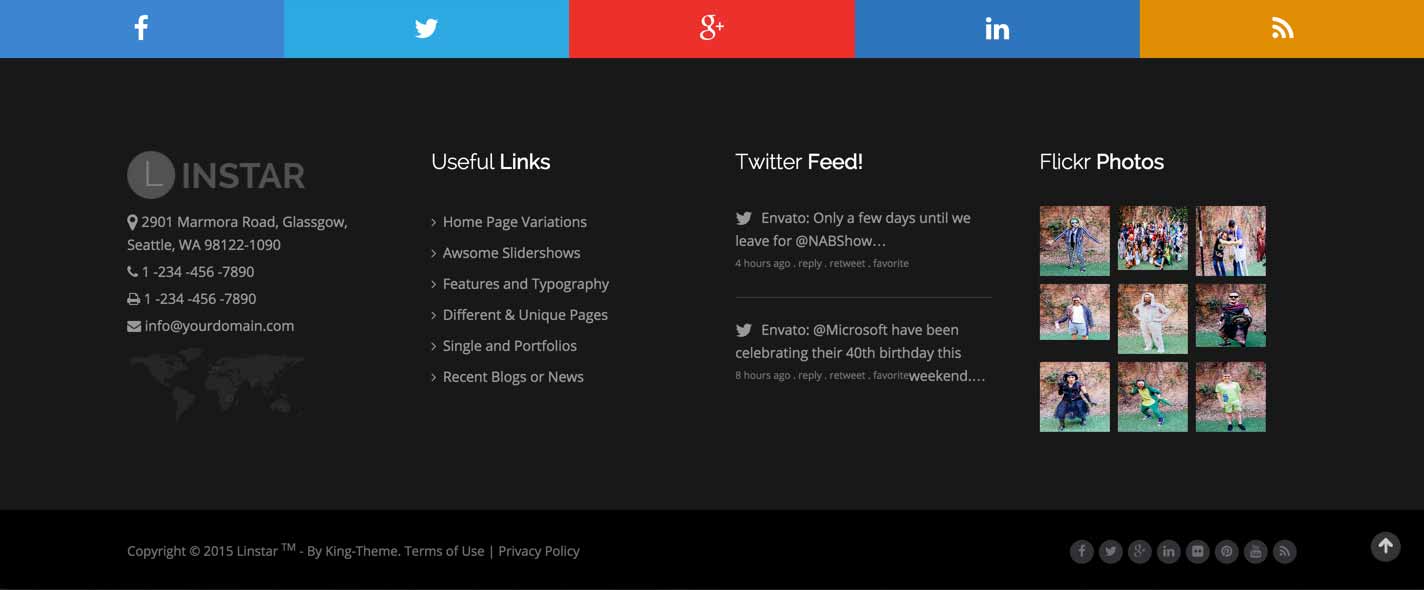 LINSTAR
2901 Marmora Road, Glassgow,
Seattle, WA 98122-1090
1 -234 -456 -7890
1 -234 -456 -7890
info@yourdomain.com
Useful Links
Home Page Variations
Awsome Slidershows
Features and Typography
Different & Unique Pages
Single and Portfolios
Recent Blogs or News
Twitter Feed!
Envato: Only a few days until we
leave for @NABShow…
4 hours ago . reply . retweet . favorite
Envato: @Microsoft have been
celebrating their 40th birthday this
8 hours ago . reply . retweet . favoriteweekend.…
Flickr Photos
Copyright © 2015 Linstar TM - By King-Theme. Terms of Use | Privacy Policy